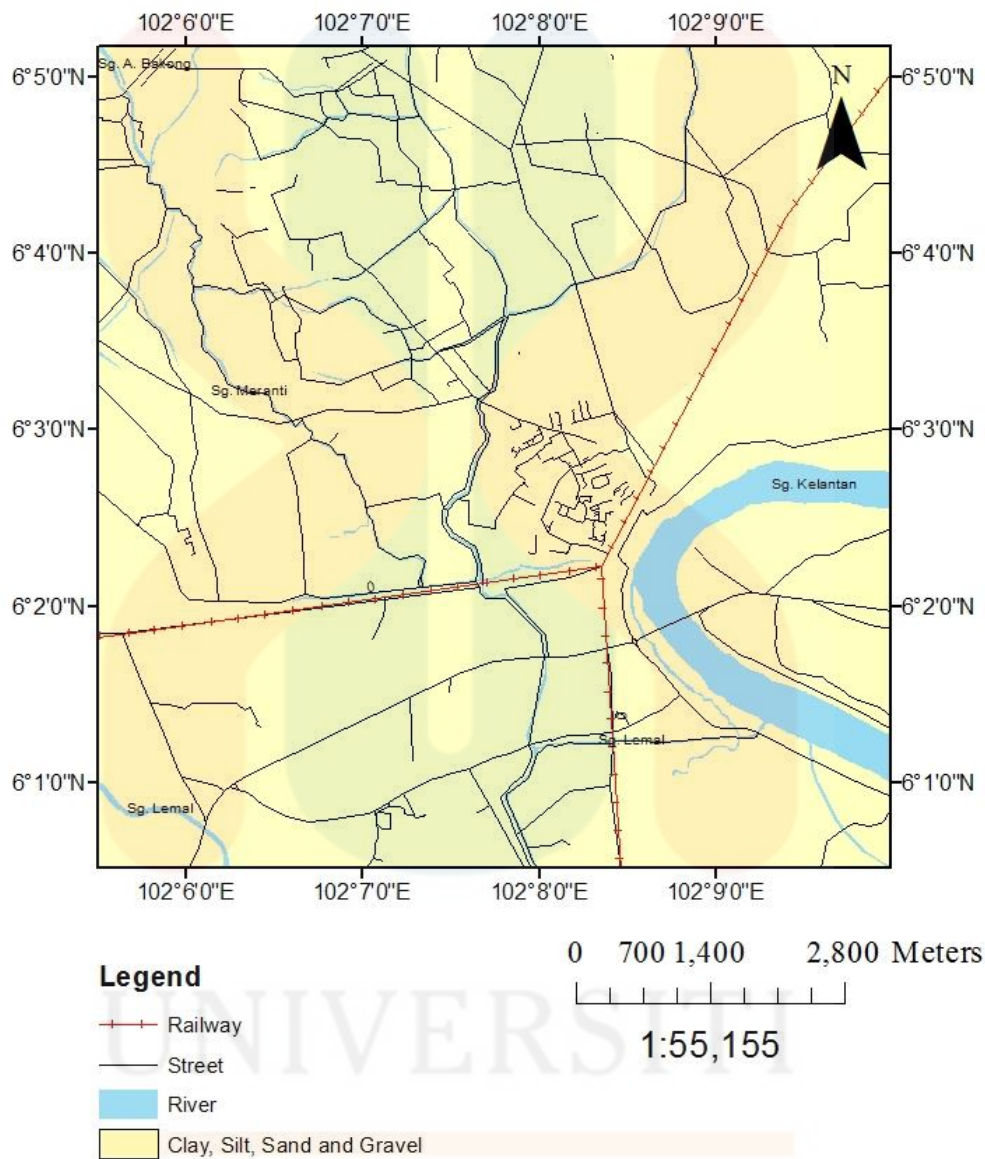 102°6'0"E 102°7'0"E 102°8'0"E 102°9'0"E
Sg. A. Bakong
6°5'0"N 6°5'0"N
N
6°4'0"N 6°4'0"N
Sg. Meranti
6°3'0"N 6°3'0"N
Sg. Kelantan
6°2'0"N 6°2'0"N
Sg. Lemal
6°1'0"N 6°1'0"N
Sg. Lemal
102°6'0"E 102°7'0"E 102°8'0"E 102°9'0"E
0 700 1,400 2,800 Meters
Legend
Railway
1:55,155
Street
River
Clay, Silt, Sand and Gravel
UNIVERSITI